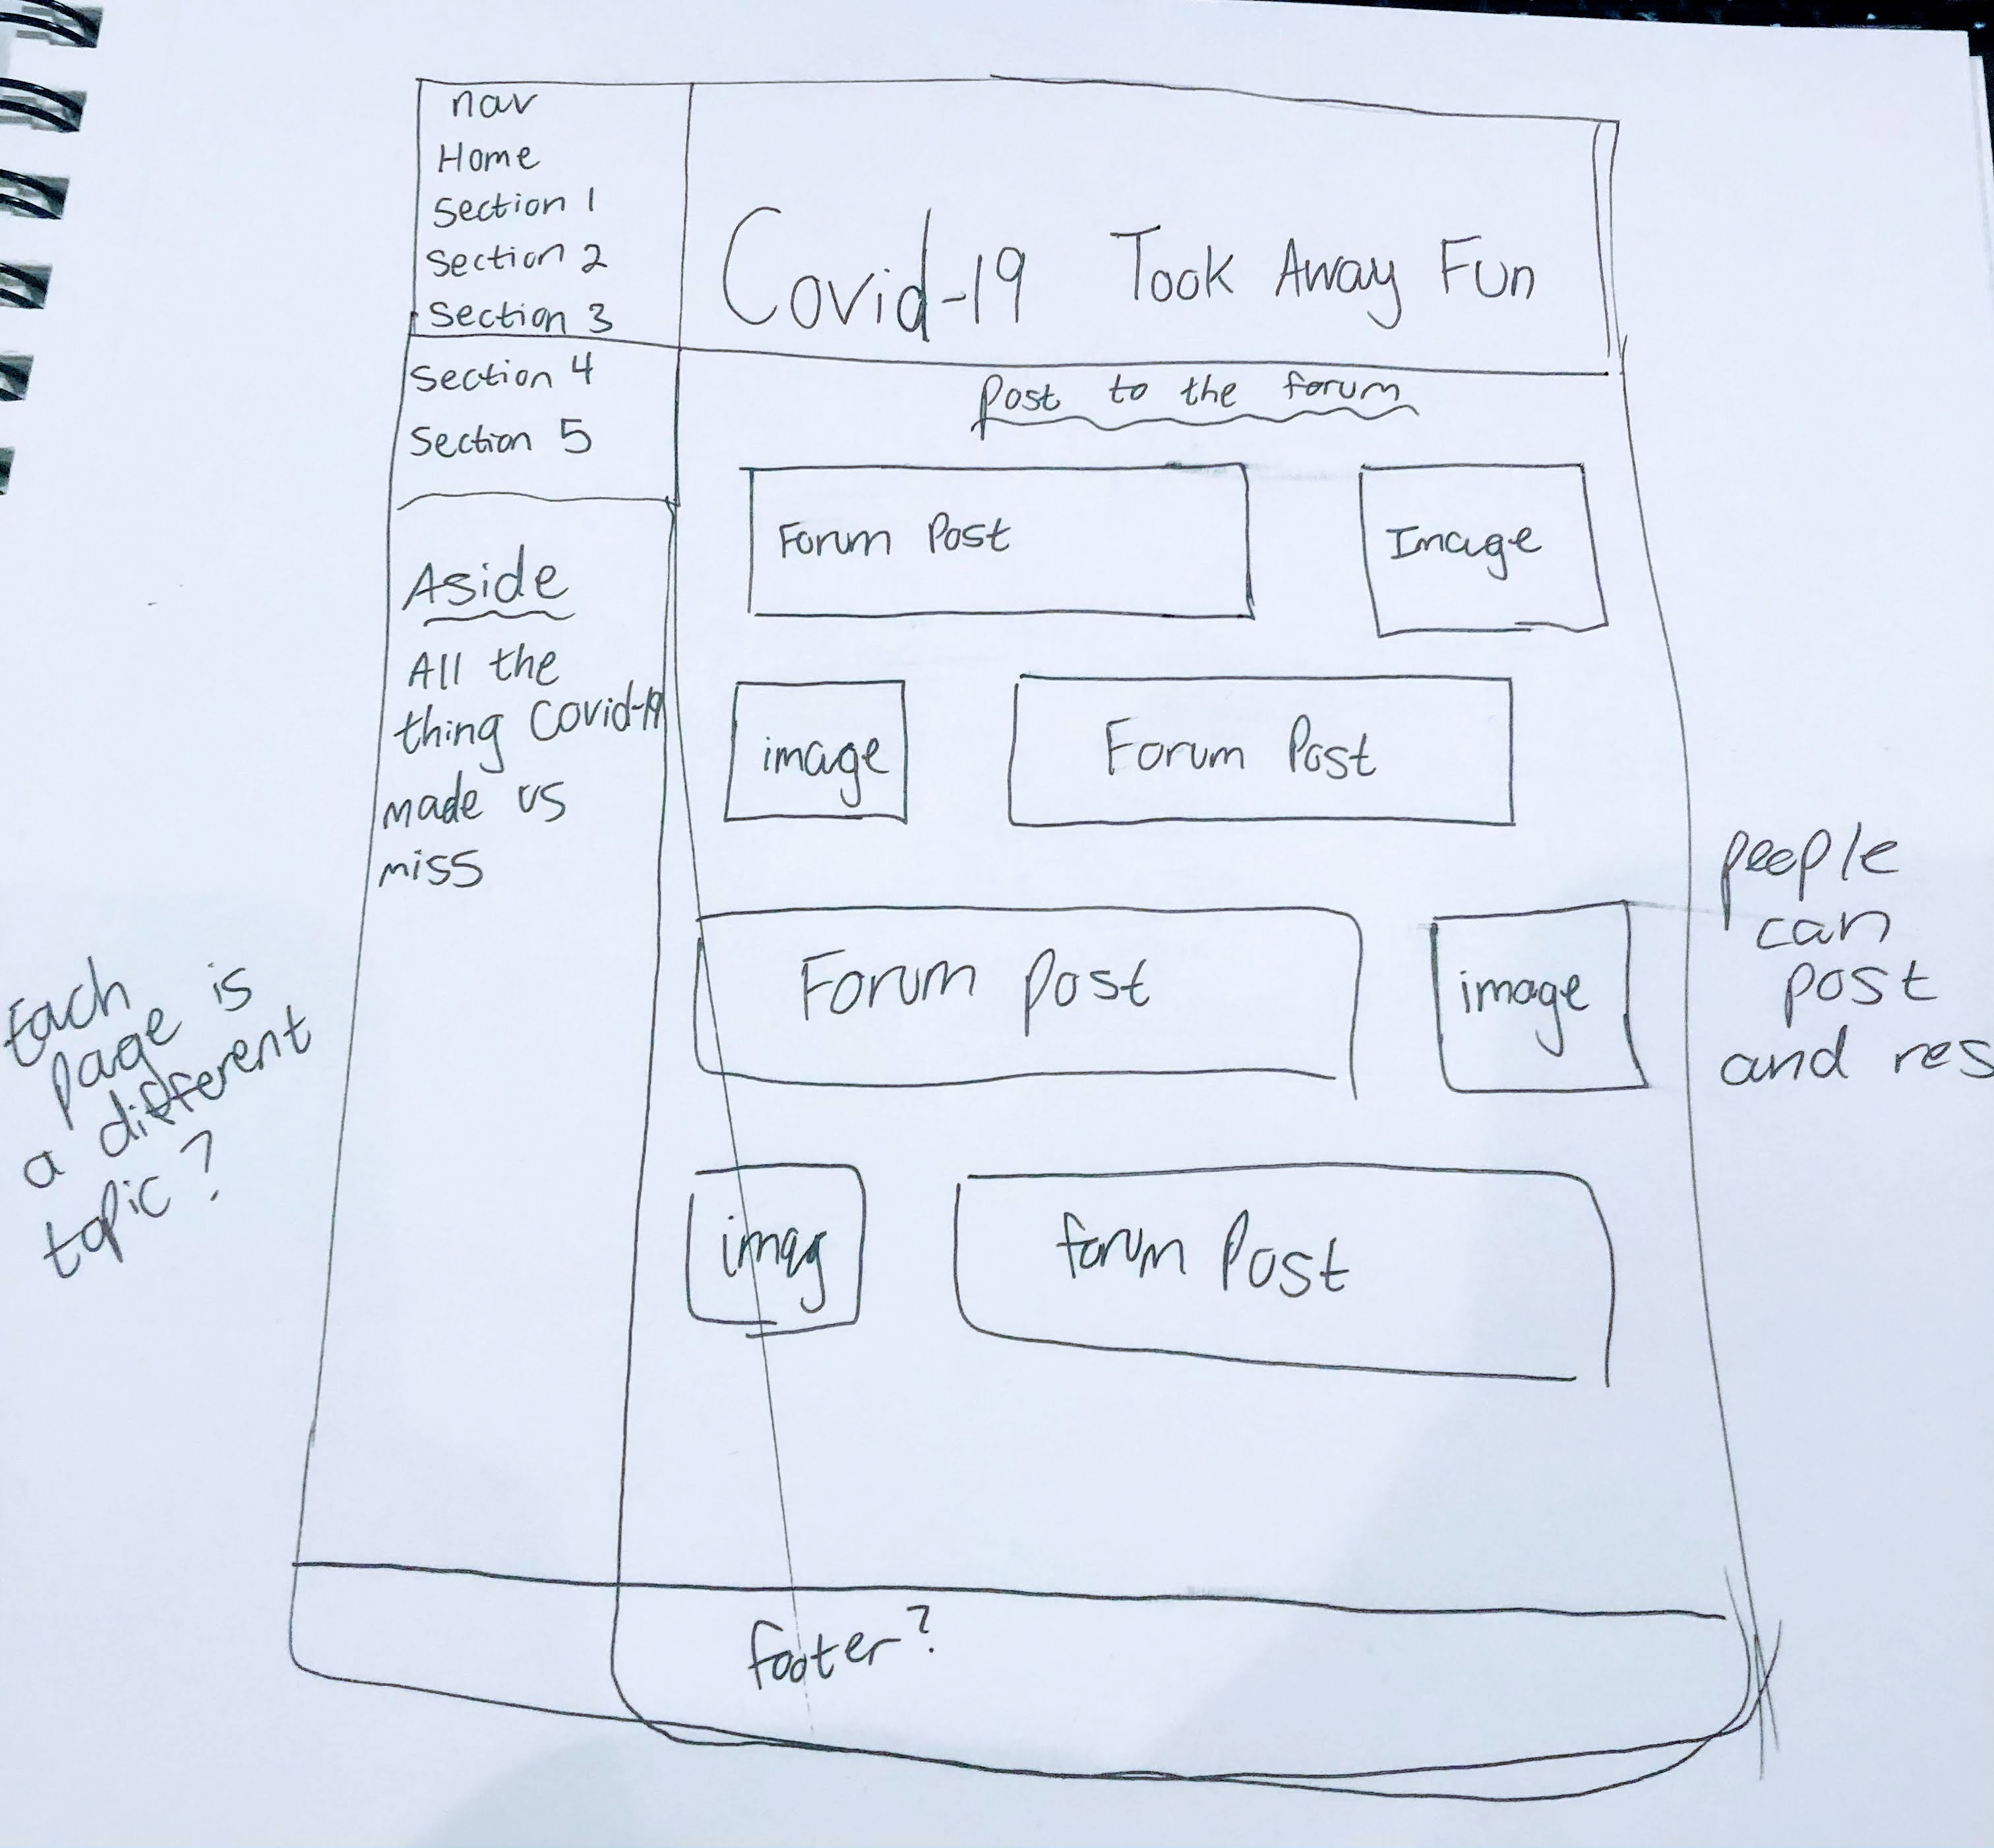 nav
Home
Section 1
Section 2
Section 3
Section 4
Section 5
Aside
All the
thing Covid-19
made us
miss
Covid-19 Took Away Fun
Post to the forum
Forum Post
Image
image
Forum Post
Forum post
image
imag
forum Post
footer?
Each
page is
a different
topic?
people
can
post
and res